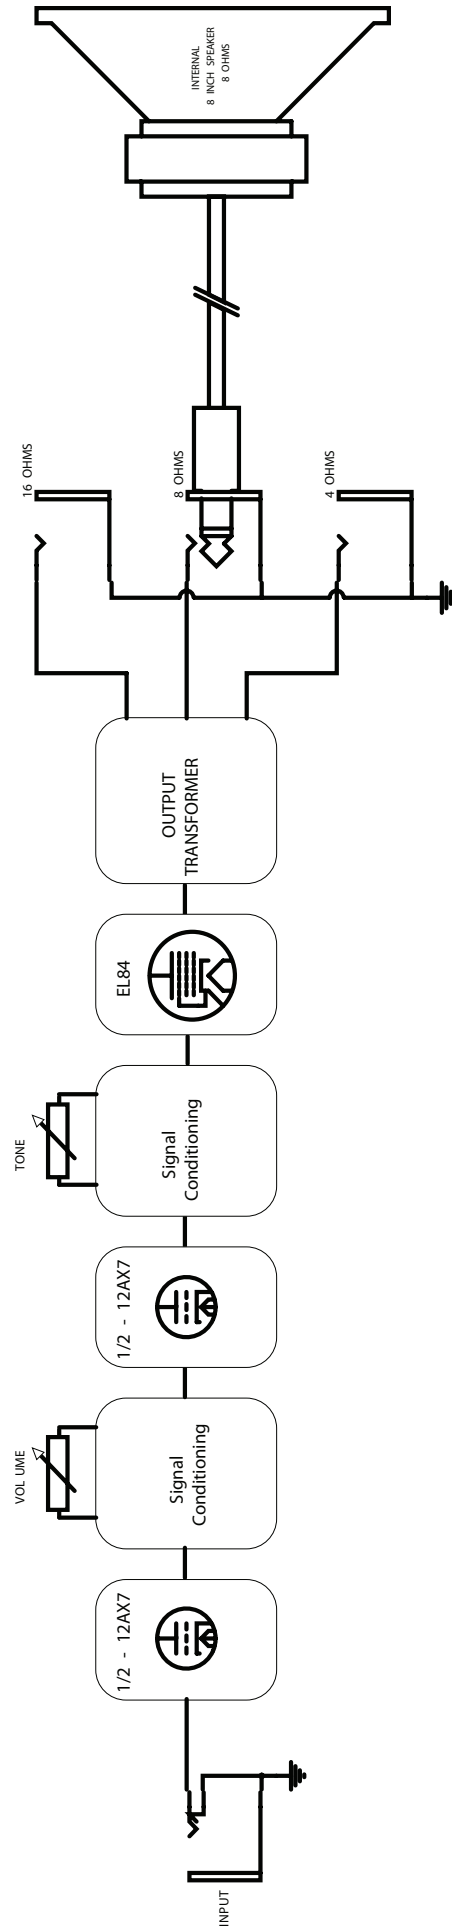 INPUT
1/2 - 12AX7
VOL UME
Signal
Conditioning
1/2 - 12AX7
TONE
Signal
Conditioning
EL84
OUTPUT
TRANSFORMER
16 OHMS
8 OHMS
4 OHMS
INTERNAL
8 INCH SPEAKER
8 OHMS